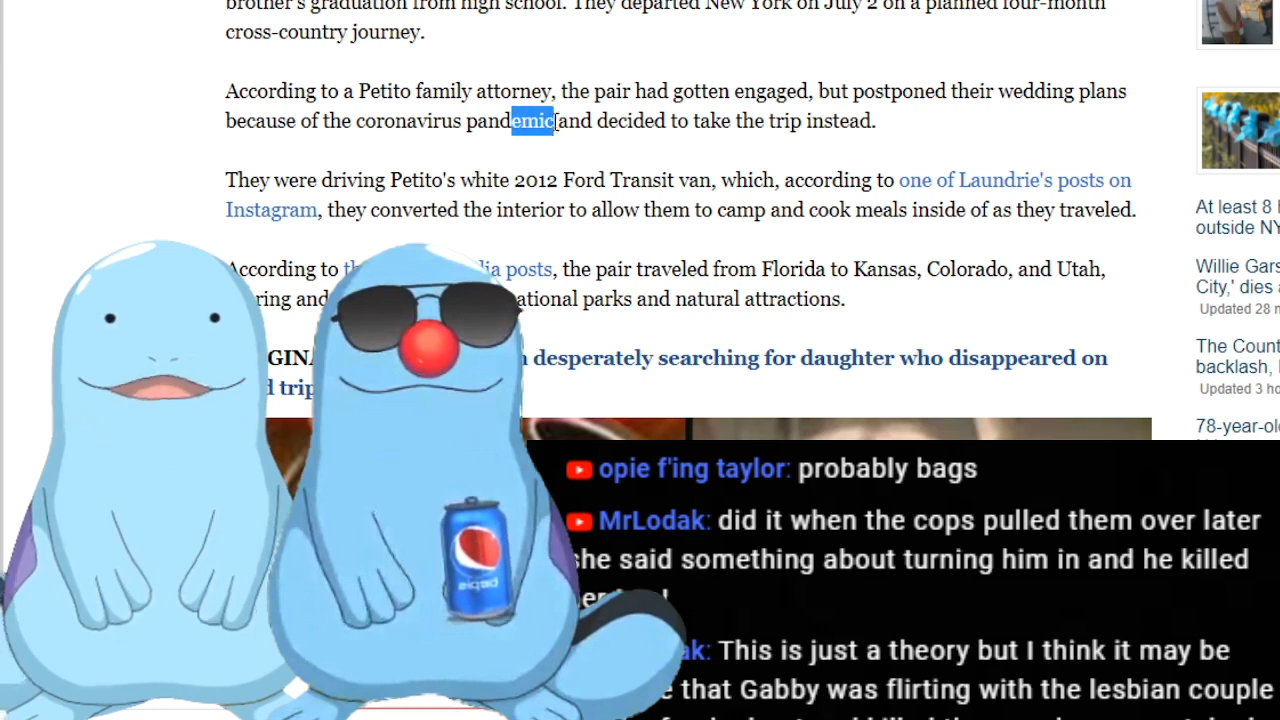 brother's graduation from high school. They departed New York on July 2 on a planned four-month
cross-country journey.
According to a Petito family attorney, the pair had gotten engaged, but postponed their wedding plans
because of the coronavirus pandemic and decided to take the trip instead.
They were driving Petito's white 2012 Ford Transit van, which, according to one of Laundrie's posts on
Instagram, they converted the interior to allow them to camp and cook meals inside of as they traveled.
According to posts, the pair traveled from Florida to Kansas, Colorado, and Utah,
and national parks and natural attractions.
desperately searching for daughter who disappeared on
trip
At least 8
outside NY
Willie Gars
City,' dies
Updated 28
The Count
backlash,
Updated 3
78-year-old
opie f'ing taylor: probably bags
MrLodak: did it when the cops pulled them over later
she said something about turning him in and he killed
ak: This is just a theory but I think it may be
that Gabby was flirting with the lesbian couple